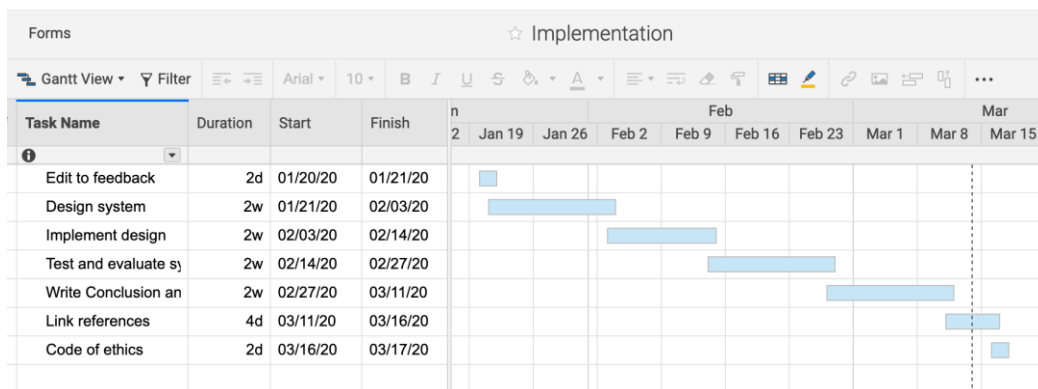 Forms
Implementation
Gantt View Filter Arial 10 B I U S A
Task Name Duration Start Finish n Feb Mar
2 Jan 19 Jan 26 Feb 2 Feb 9 Feb 16 Feb 23 Mar 1 Mar 8 Mar 15
Edit to feedback 2d 01/20/20 01/21/20
Design system 2w 01/21/20 02/03/20
Implement design 2w 02/03/20 02/14/20
Test and evaluate sy 2w 02/14/20 02/27/20
Write Conclusion an 2w 02/27/20 03/11/20
Link references 4d 03/11/20 03/16/20
Code of ethics 2d 03/16/20 03/17/20